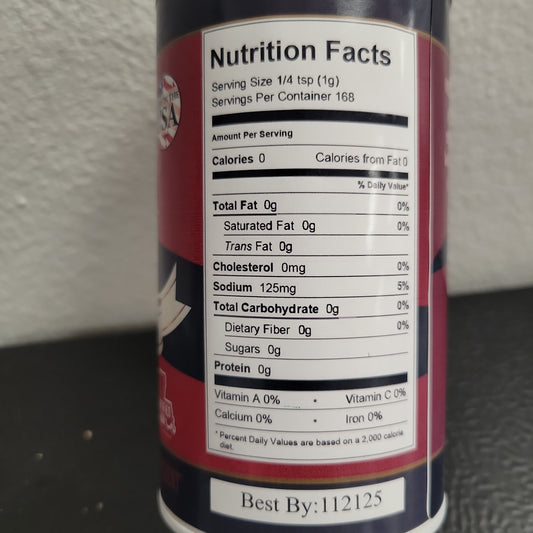 Nutrition Facts
Serving Size 1/4 tsp (1g)
Servings Per Container 168
Amount Per Serving
Calories 0 Calories from Fat 0
% Daily Value*
Total Fat 0g 0%
Saturated Fat 0g 0%
Trans Fat 0g
Cholesterol 0mg 0%
Sodium 125mg 5%
Total Carbohydrate 0g 0%
Dietary Fiber 0g 0%
Sugars 0g
Protein 0g
Vitamin A 0% • Vitamin C 0%
Calcium 0% • Iron 0%
* Percent Daily Values are based on a 2,000 calorie
diet.
Best By:112125